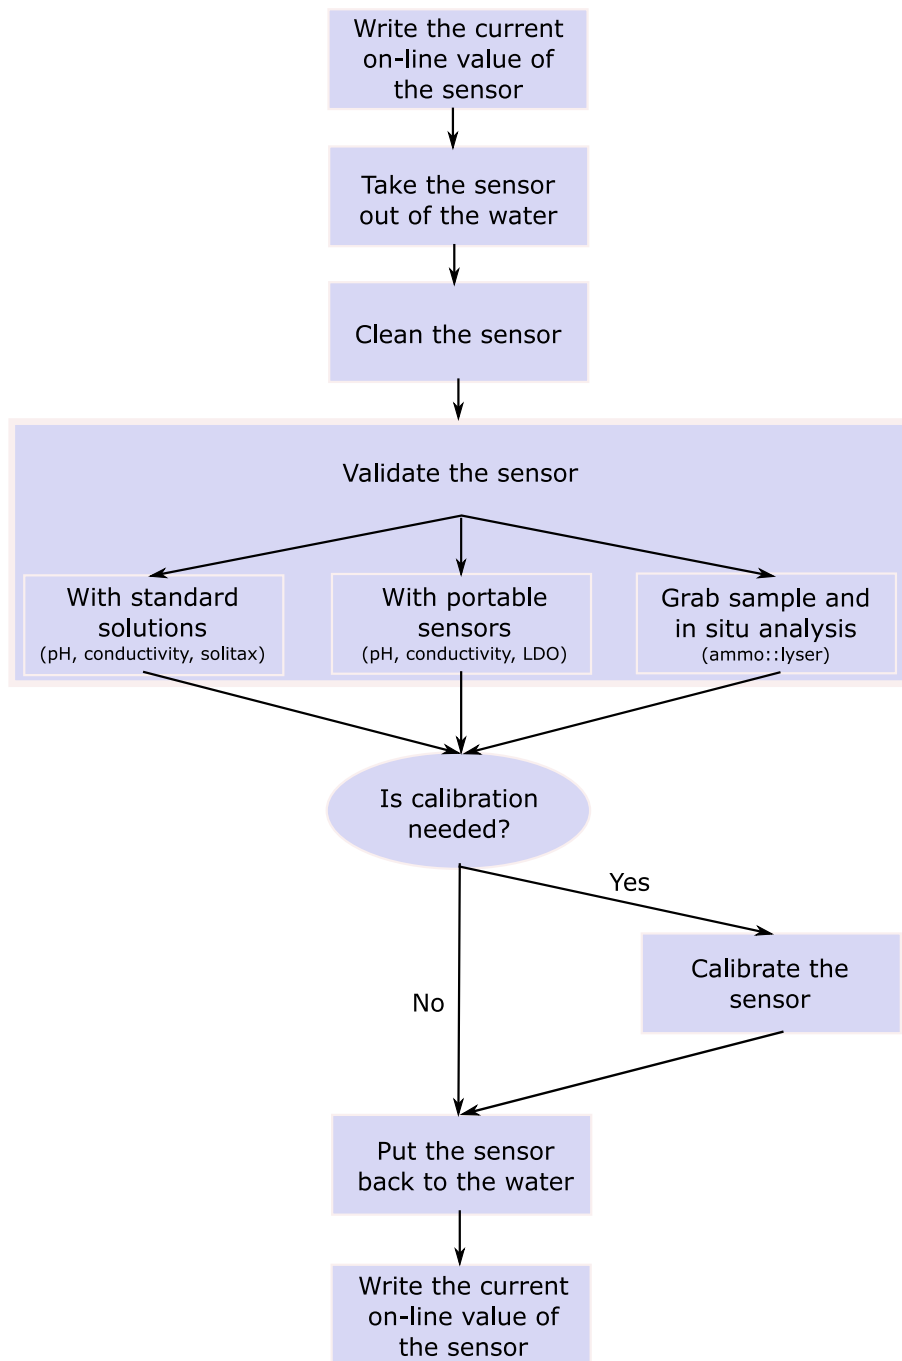 Write the current
on-line value of
the sensor
Take the sensor
out of the water
Clean the sensor
Validate the sensor
With standard
solutions
(pH, conductivity, solitax)
With portable
sensors
(pH, conductivity, LDO)
Grab sample and
in situ analysis
(ammo::lyser)
Is calibration
needed?
Yes
Calibrate the
sensor
No
Put the sensor
back to the water
Write the current
on-line value of
the sensor